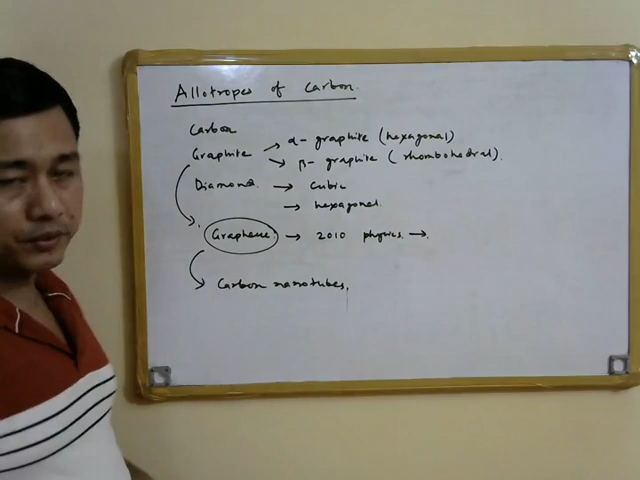 Allotropes of Carbon.
Carbon
Graphite → α- graphite (hexagonal)
→ β- graphite (rhombohedral).
Diamond. → cubic
→ hexagonal.
Graphene. → 2010 physics. →.
Carbon nanotubes.